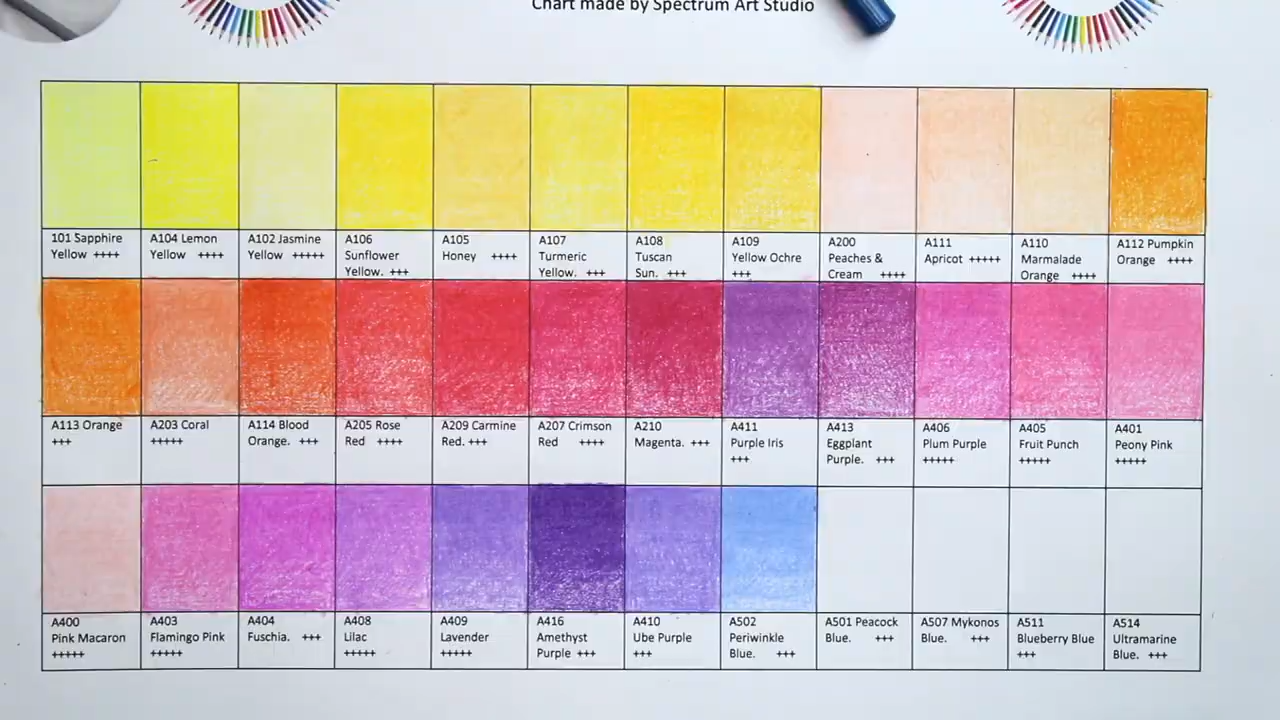 Chart made by Spectrum Art Studio
101 Sapphire
Yellow ++++
A104 Lemon
Yellow ++++
A102 Jasmine
Yellow +++++
A106
Sunflower
Yellow. +++
A105
Honey ++++
A107
Turmeric
Yellow. +++
A108
Tuscan
Sun. +++
A109
Yellow Ochre
+++
A200
Peaches &
Cream ++++
A111
Apricot +++++
A110
Marmalade
Orange ++++
A112 Pumpkin
Orange ++++
A113 Orange
+++
A203 Coral
+++++
A114 Blood
Orange. +++
A205 Rose
Red ++++
A209 Carmine
Red. +++
A207 Crimson
Red ++++
A210
Magenta. +++
A411
Purple Iris
+++
A413
Eggplant
Purple. +++
A406
Plum Purple
+++++
A405
Fruit Punch
+++++
A401
Peony Pink
+++++
A400
Pink Macaron
+++++
A403
Flamingo Pink
+++++
A404
Fuschia. +++
A408
Lilac
+++++
A409
Lavender
+++++
A416
Amethyst
Purple +++
A410
Ube Purple
+++
A502
Periwinkle
Blue. +++
A501 Peacock
Blue. +++
A507 Mykonos
Blue. +++
A511
Blueberry Blue
+++
A514
Ultramarine
Blue. +++